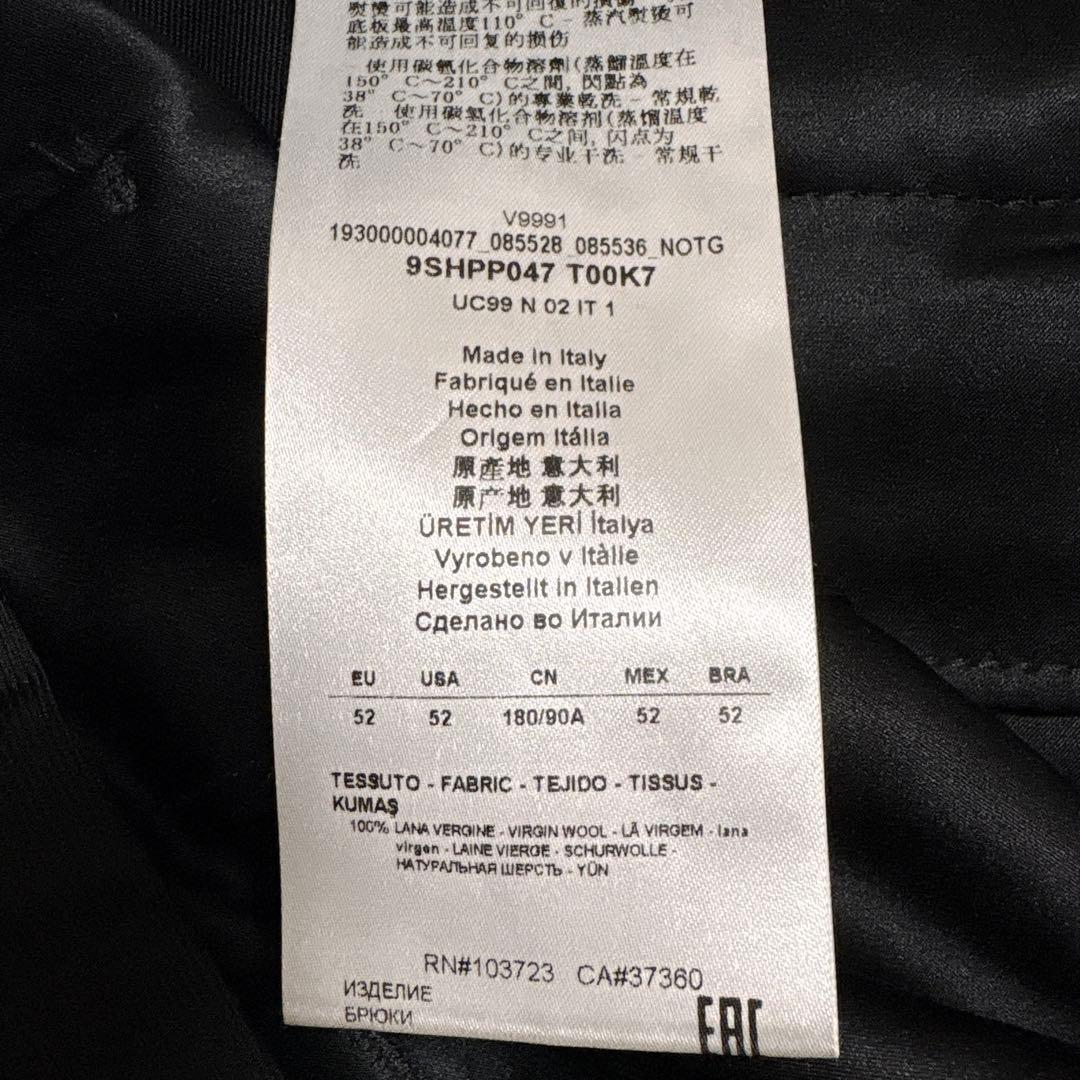 熨燙可能造成不可回復的損傷
底板最高温度110° C - 蒸汽熨烫可
能造成不可回复的损伤
- 使用碳氫化合物溶劑(蒸餾溫度在
150° C～210° C之間, 閃點為
38° C～70° C)的專業乾洗 - 常規乾
洗 使用碳氢化合物溶剂(蒸馏温度
在150° C～210° C之间, 闪点为
38° C～70° C)的专业干洗 - 常规干
洗
V9991
193000004077_085528_085536_NOTG
9SHPP047 T00K7
UC99 N 02 IT 1
Made in Italy
Fabriqué en Italie
Hecho en Italia
Origem Itália
原產地 意大利
原产地 意大利
ÜRETİM YERİ İtalya
Vyrobeno v Itàlie
Hergestellt in Italien
Сделано во Италии
EU USA CN MEX BRA
52 52 180/90A 52 52
TESSUTO - FABRIC - TEJIDO - TISSUS -
KUMAŞ
100% LANA VERGINE - VIRGIN WOOL - LÃ VIRGEM - lana
virgen - LAINE VIERGE - SCHURWOLLE -
НАТУРАЛЬНАЯ ШЕРСТЬ - YÜN
RN#103723 CA#37360
ИЗДЕЛИЕ
БРЮКИ
EAC